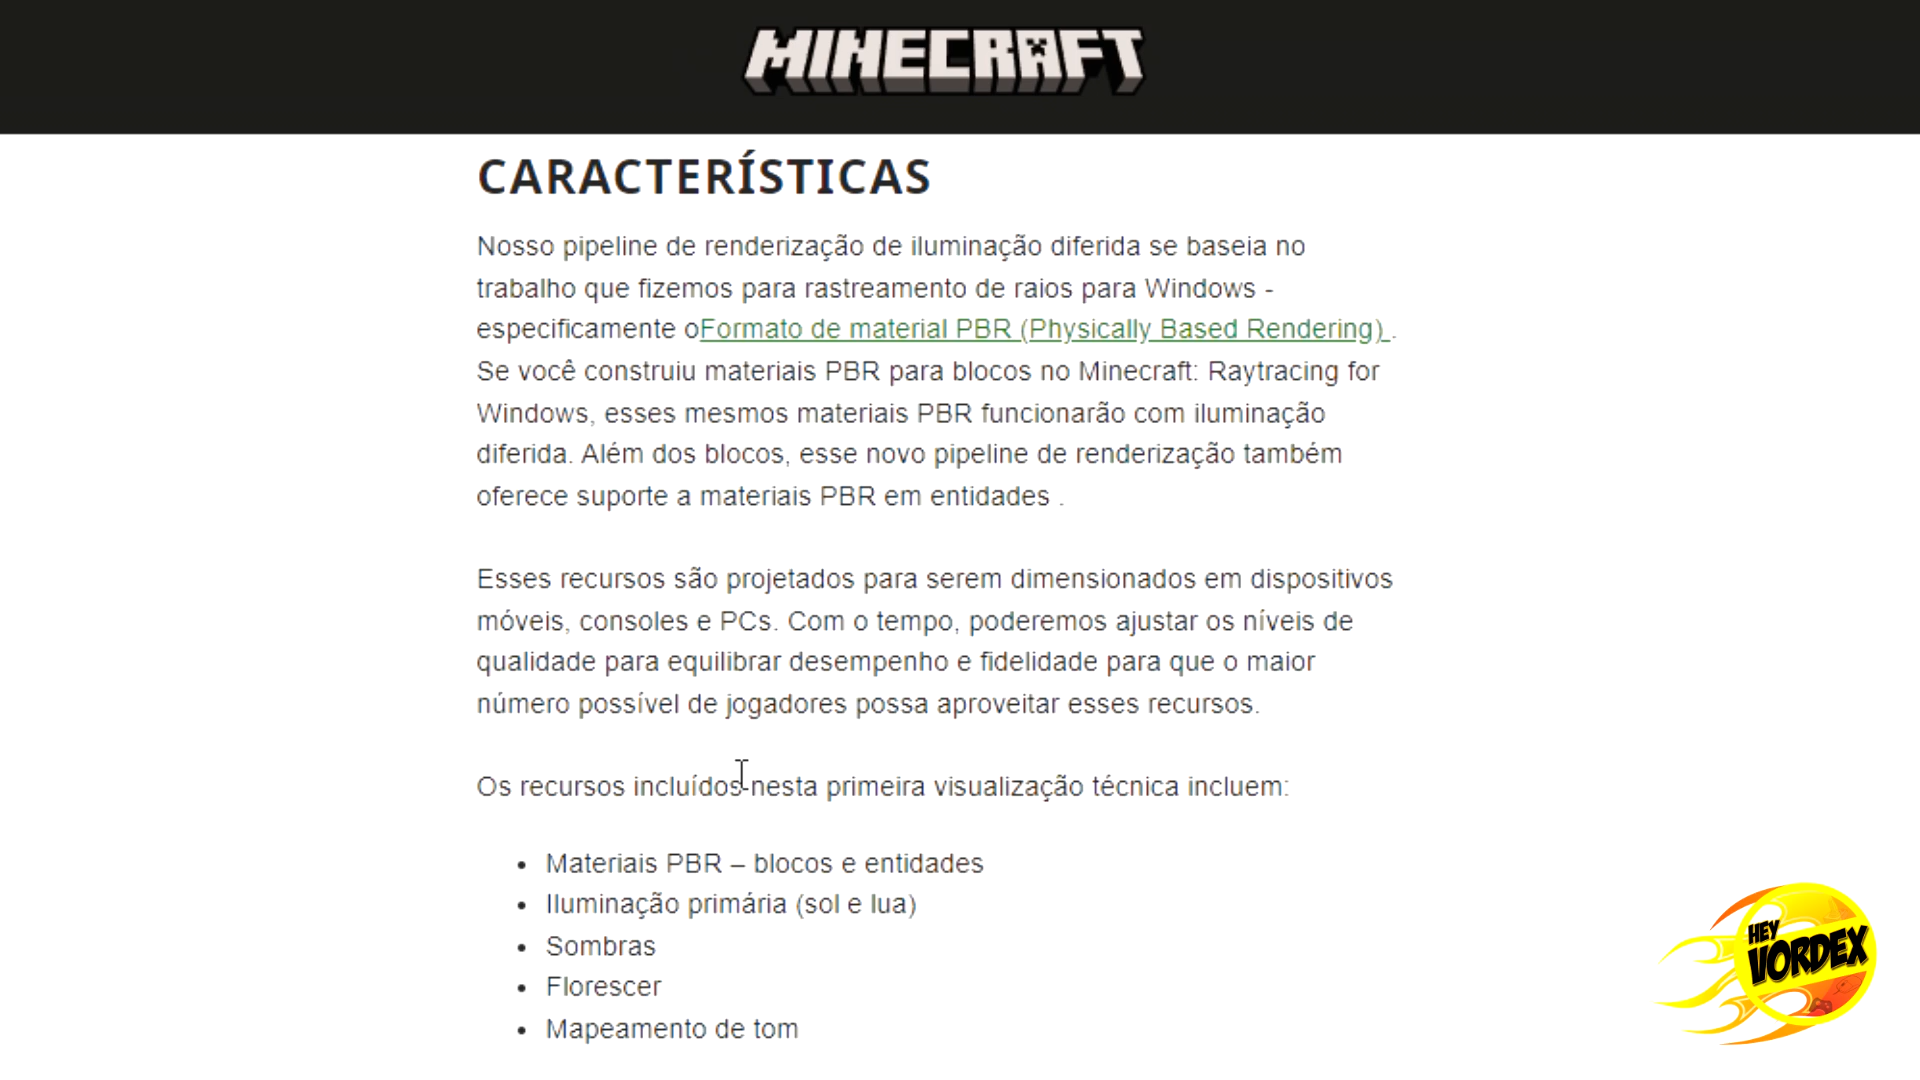 MINECRAFT
CARACTERÍSTICAS
Nosso pipeline de renderização de iluminação diferida se baseia no
trabalho que fizemos para rastreamento de raios para Windows -
especificamente oFormato de material PBR (Physically Based Rendering) .
Se você construiu materiais PBR para blocos no Minecraft: Raytracing for
Windows, esses mesmos materiais PBR funcionarão com iluminação
diferida. Além dos blocos, esse novo pipeline de renderização também
oferece suporte a materiais PBR em entidades .
Esses recursos são projetados para serem dimensionados em dispositivos
móveis, consoles e PCs. Com o tempo, poderemos ajustar os níveis de
qualidade para equilibrar desempenho e fidelidade para que o maior
número possível de jogadores possa aproveitar esses recursos.
Os recursos incluídos nesta primeira visualização técnica incluem:
• Materiais PBR – blocos e entidades
• Iluminação primária (sol e lua)
• Sombras
• Florescer
• Mapeamento de tom
HEY
VORDEX